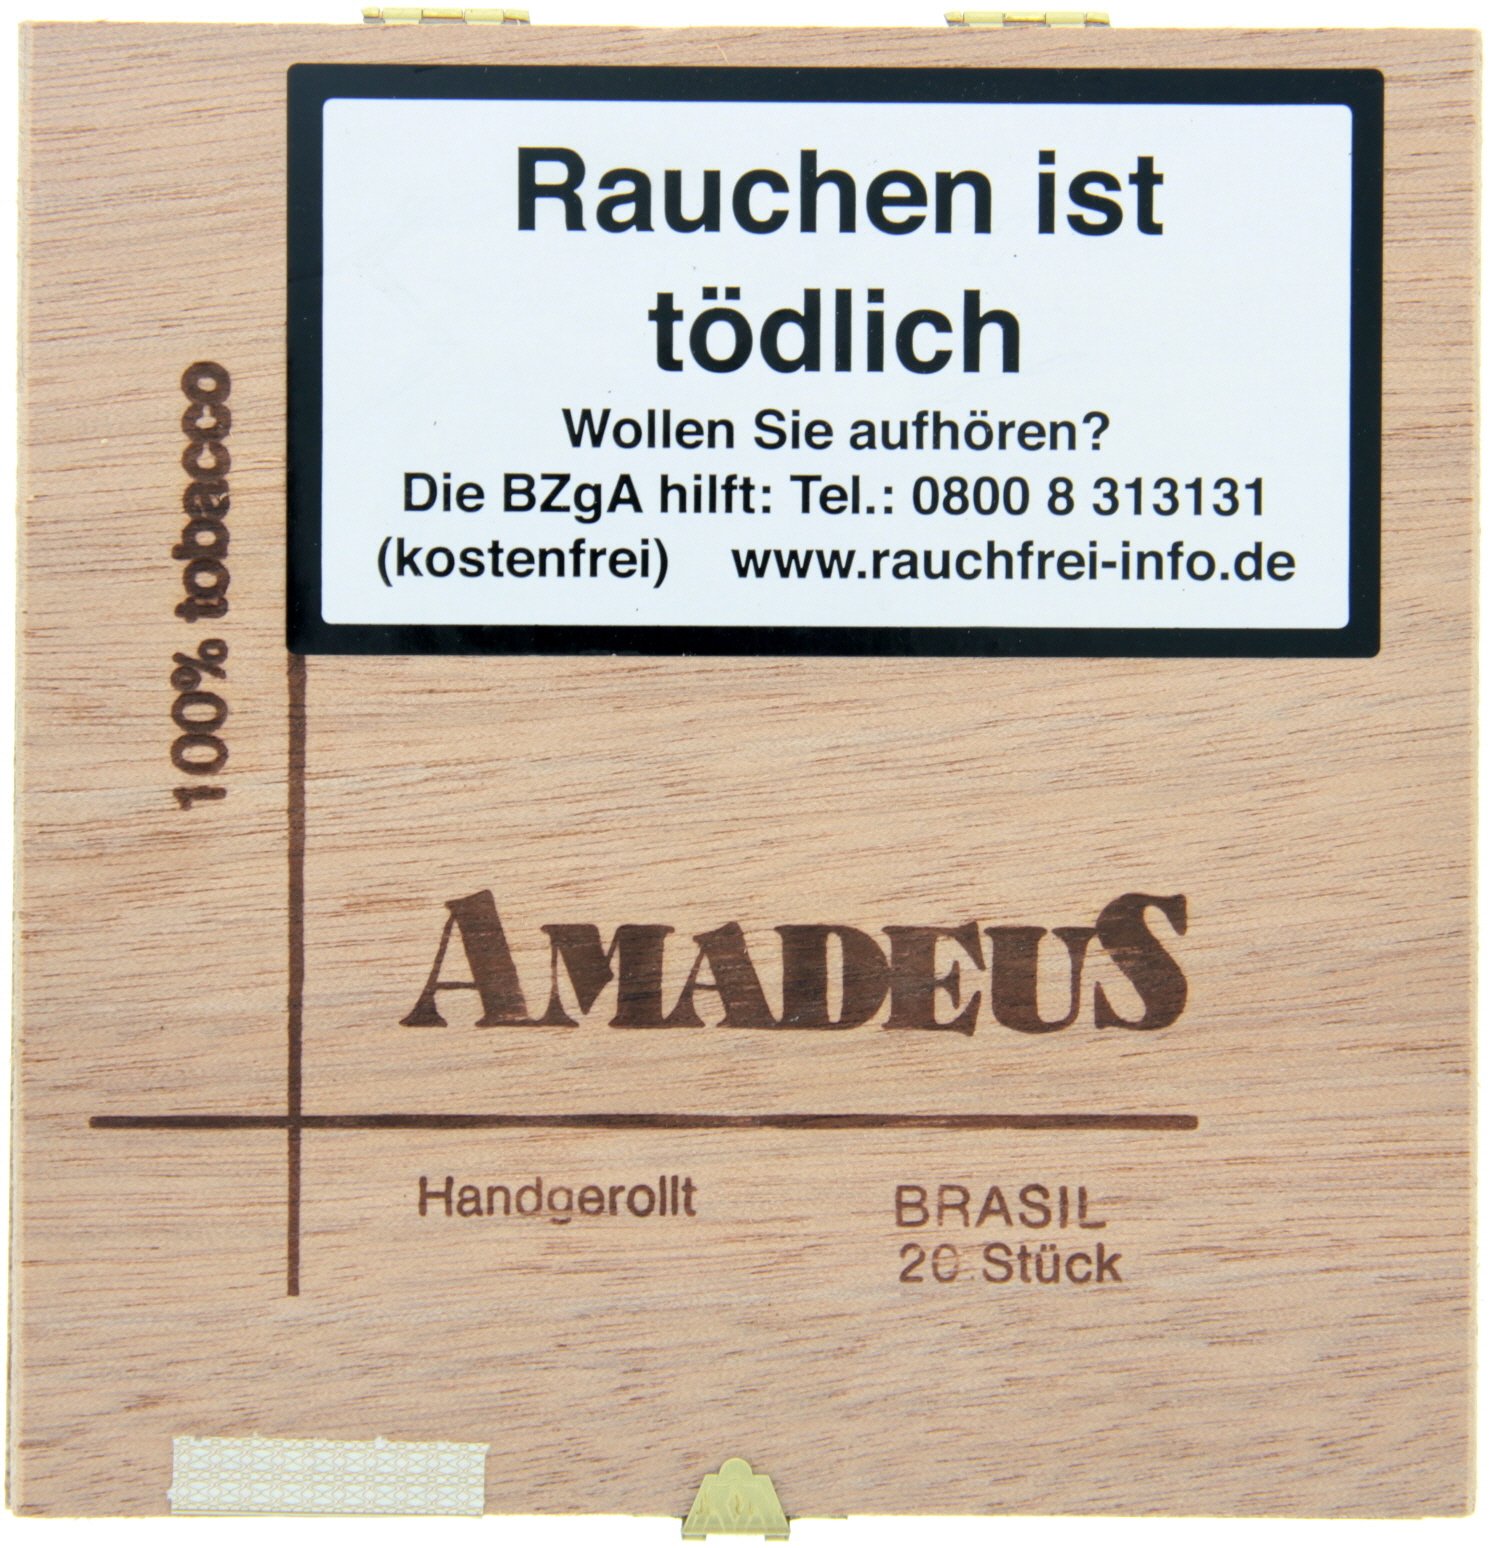 Rauchen ist
tödlich
Wollen Sie aufhören?
Die BZgA hilft: Tel.: 0800 8 313131
(kostenfrei) www.rauchfrei-info.de
100% tobacco
AMADEUS
Handgerollt
BRASIL
20 Stück